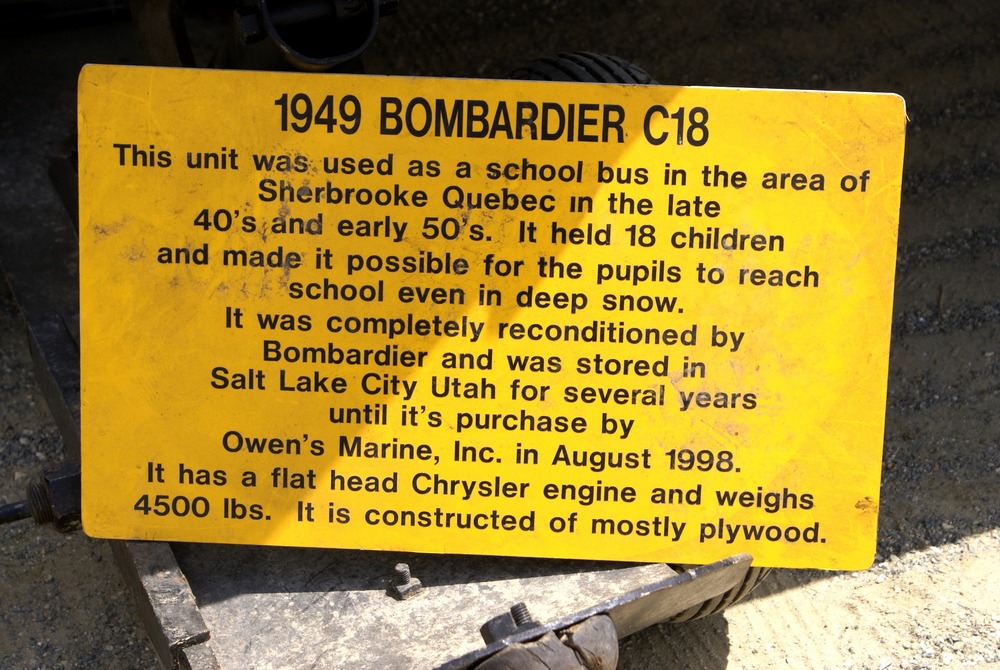 1949 BOMBARDIER C18
This unit was used as a school bus in the area of
Sherbrooke Quebec in the late
40's and early 50's. It held 18 children
and made it possible for the pupils to reach
school even in deep snow.
It was completely reconditioned by
Bombardier and was stored in
Salt Lake City Utah for several years
until it's purchase by
Owen's Marine, Inc. in August 1998.
It has a flat head Chrysler engine and weighs
4500 lbs. It is constructed of mostly plywood.